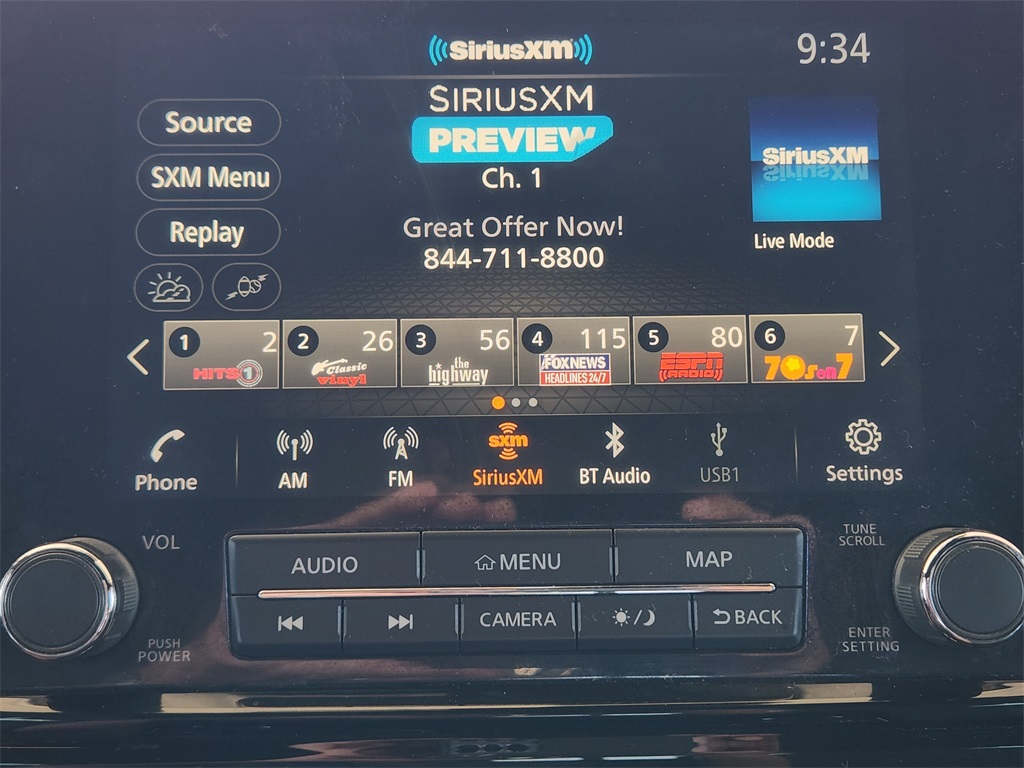 SiriusXM
9:34
SIRIUSXM
PREVIEW
Ch. 1
Great Offer Now!
844-711-8800
Source
SXM Menu
Replay
SiriusXM
Live Mode
1 2 HITS 1
2 26 Classic Vinyl
3 56 the highway
4 115 FOX NEWS HEADLINES 24/7
5 80 ESPN RADIO
6 7 70s on 7
Phone
AM
FM
sxm
SiriusXM
BT Audio
USB1
Settings
VOL
AUDIO
MENU
MAP
TUNE
SCROLL
PUSH
POWER
CAMERA
BACK
ENTER
SETTING